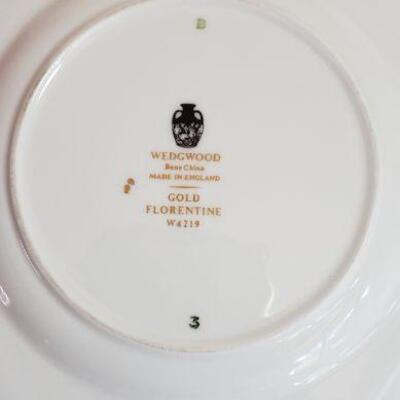 B
WEDGWOOD
Bone China
MADE IN ENGLAND
GOLD
FLORENTINE
W4219
3